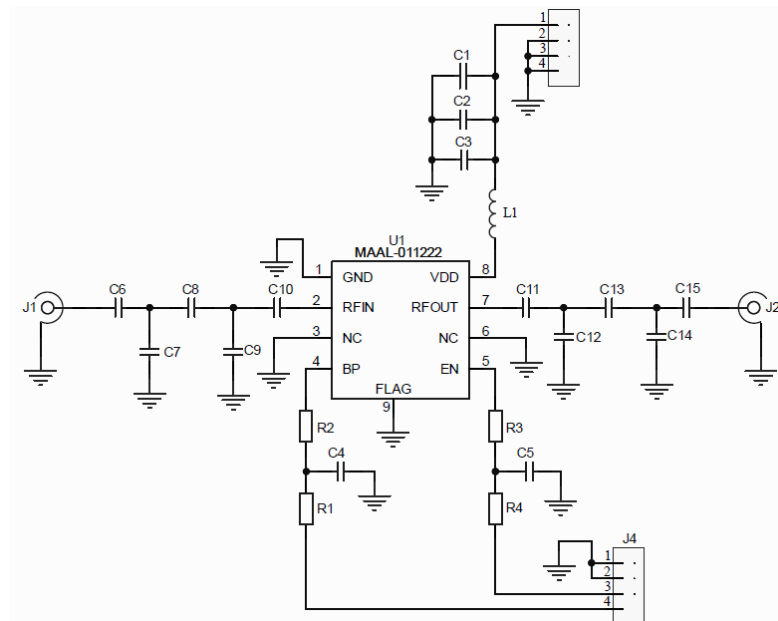 1
2
3
4
C1
C2
C3
L1
U1
MAAL-011222
1 GND VDD 8
J1 C6 C8 C10 2 RFIN RFOUT 7 C11 C13 C15 J2
C7 C9 3 NC NC 6 C12 C14
4 BP EN 5
FLAG
9
R2 R3
C4 C5
R1 R4
J4
1
2
3
4